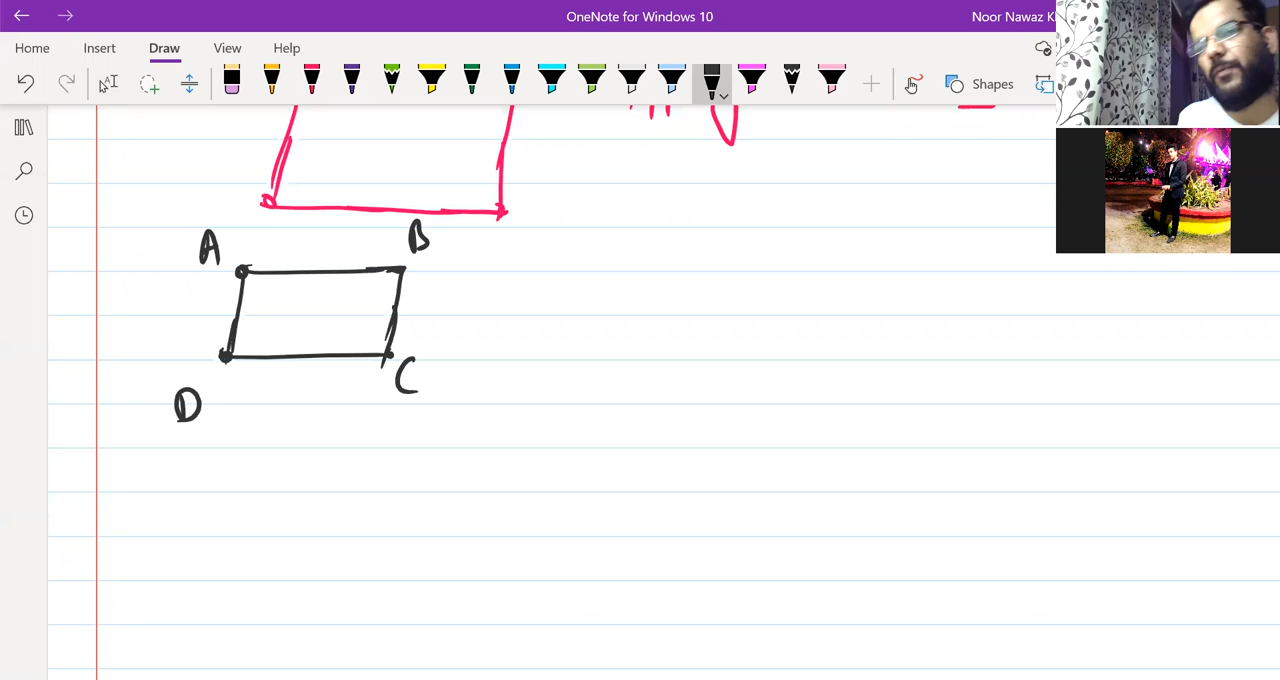 OneNote for Windows 10
Noor Nawaz K
Home Insert Draw View Help
Shapes
A
B
C
D